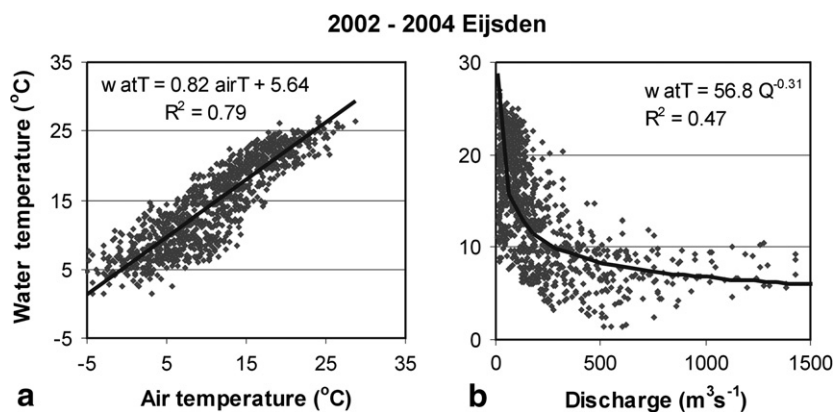 2002 - 2004 Eijsden
Water temperature (°C)
35
25
15
5
-5
w atT = 0.82 airT + 5.64
R² = 0.79
-5 5 15 25 35
a Air temperature (°C)
30
20
10
0
w atT = 56.8 Q⁻⁰·³¹
R² = 0.47
0 500 1000 1500
b Discharge (m³s⁻¹)